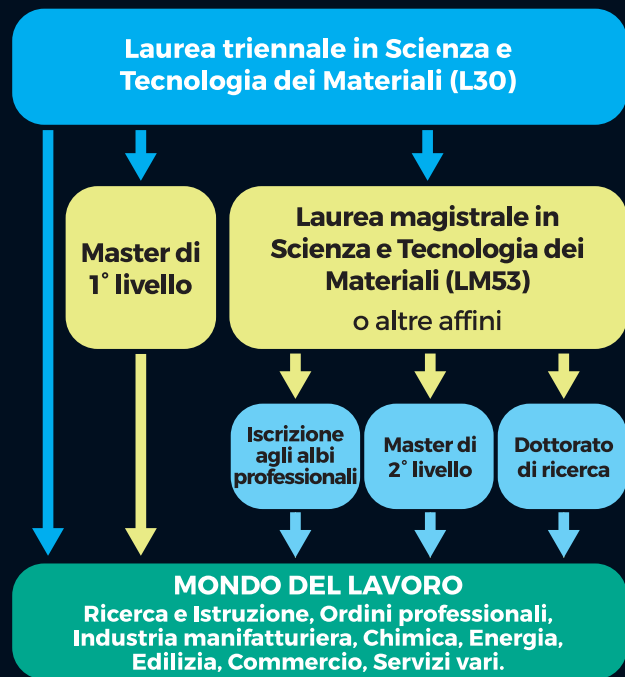 Laurea triennale in Scienza e
Tecnologia dei Materiali (L30)
Master di
1° livello
Laurea magistrale in
Scienza e Tecnologia dei
Materiali (LM53)
o altre affini
Iscrizione
agli albi
professionali
Master di
2° livello
Dottorato
di ricerca
MONDO DEL LAVORO
Ricerca e Istruzione, Ordini professionali,
Industria manifatturiera, Chimica, Energia,
Edilizia, Commercio, Servizi vari.